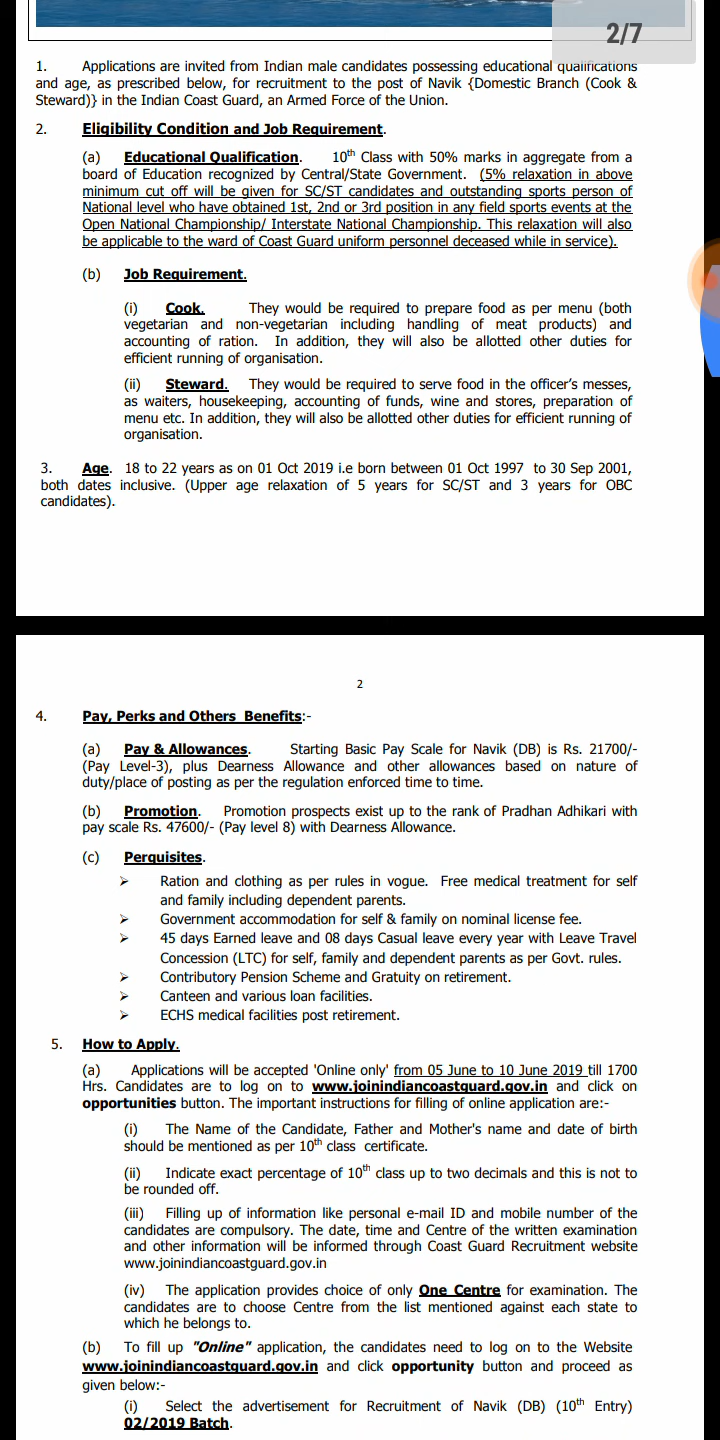 2/7
1. Applications are invited from Indian male candidates possessing educational qualifications
and age, as prescribed below, for recruitment to the post of Navik {Domestic Branch (Cook &
Steward)} in the Indian Coast Guard, an Armed Force of the Union.
2. Eligibility Condition and Job Requirement.
(a) Educational Qualification. 10th Class with 50% marks in aggregate from a
board of Education recognized by Central/State Government. (5% relaxation in above
minimum cut off will be given for SC/ST candidates and outstanding sports person of
National level who have obtained 1st, 2nd or 3rd position in any field sports events at the
Open National Championship/ Interstate National Championship. This relaxation will also
be applicable to the ward of Coast Guard uniform personnel deceased while in service).
(b) Job Requirement.
(i) Cook. They would be required to prepare food as per menu (both
vegetarian and non-vegetarian including handling of meat products) and
accounting of ration. In addition, they will also be allotted other duties for
efficient running of organisation.
(ii) Steward. They would be required to serve food in the officer's messes,
as waiters, housekeeping, accounting of funds, wine and stores, preparation of
menu etc. In addition, they will also be allotted other duties for efficient running of
organisation.
3. Age. 18 to 22 years as on 01 Oct 2019 i.e born between 01 Oct 1997 to 30 Sep 2001,
both dates inclusive. (Upper age relaxation of 5 years for SC/ST and 3 years for OBC
candidates).
2
4. Pay, Perks and Others Benefits:-
(a) Pay & Allowances. Starting Basic Pay Scale for Navik (DB) is Rs. 21700/-
(Pay Level-3), plus Dearness Allowance and other allowances based on nature of
duty/place of posting as per the regulation enforced time to time.
(b) Promotion. Promotion prospects exist up to the rank of Pradhan Adhikari with
pay scale Rs. 47600/- (Pay level 8) with Dearness Allowance.
(c) Perquisites.
➢ Ration and clothing as per rules in vogue. Free medical treatment for self
and family including dependent parents.
➢ Government accommodation for self & family on nominal license fee.
➢ 45 days Earned leave and 08 days Casual leave every year with Leave Travel
Concession (LTC) for self, family and dependent parents as per Govt. rules.
➢ Contributory Pension Scheme and Gratuity on retirement.
➢ Canteen and various loan facilities.
➢ ECHS medical facilities post retirement.
5. How to Apply.
(a) Applications will be accepted 'Online only' from 05 June to 10 June 2019 till 1700
Hrs. Candidates are to log on to www.joinindiancoastguard.gov.in and click on
opportunities button. The important instructions for filling of online application are:-
(i) The Name of the Candidate, Father and Mother's name and date of birth
should be mentioned as per 10th class certificate.
(ii) Indicate exact percentage of 10th class up to two decimals and this is not to
be rounded off.
(iii) Filling up of information like personal e-mail ID and mobile number of the
candidates are compulsory. The date, time and Centre of the written examination
and other information will be informed through Coast Guard Recruitment website
www.joinindiancoastguard.gov.in
(iv) The application provides choice of only One Centre for examination. The
candidates are to choose Centre from the list mentioned against each state to
which he belongs to.
(b) To fill up "Online" application, the candidates need to log on to the Website
www.joinindiancoastguard.gov.in and click opportunity button and proceed as
given below:-
(i) Select the advertisement for Recruitment of Navik (DB) (10th Entry)
02/2019 Batch.